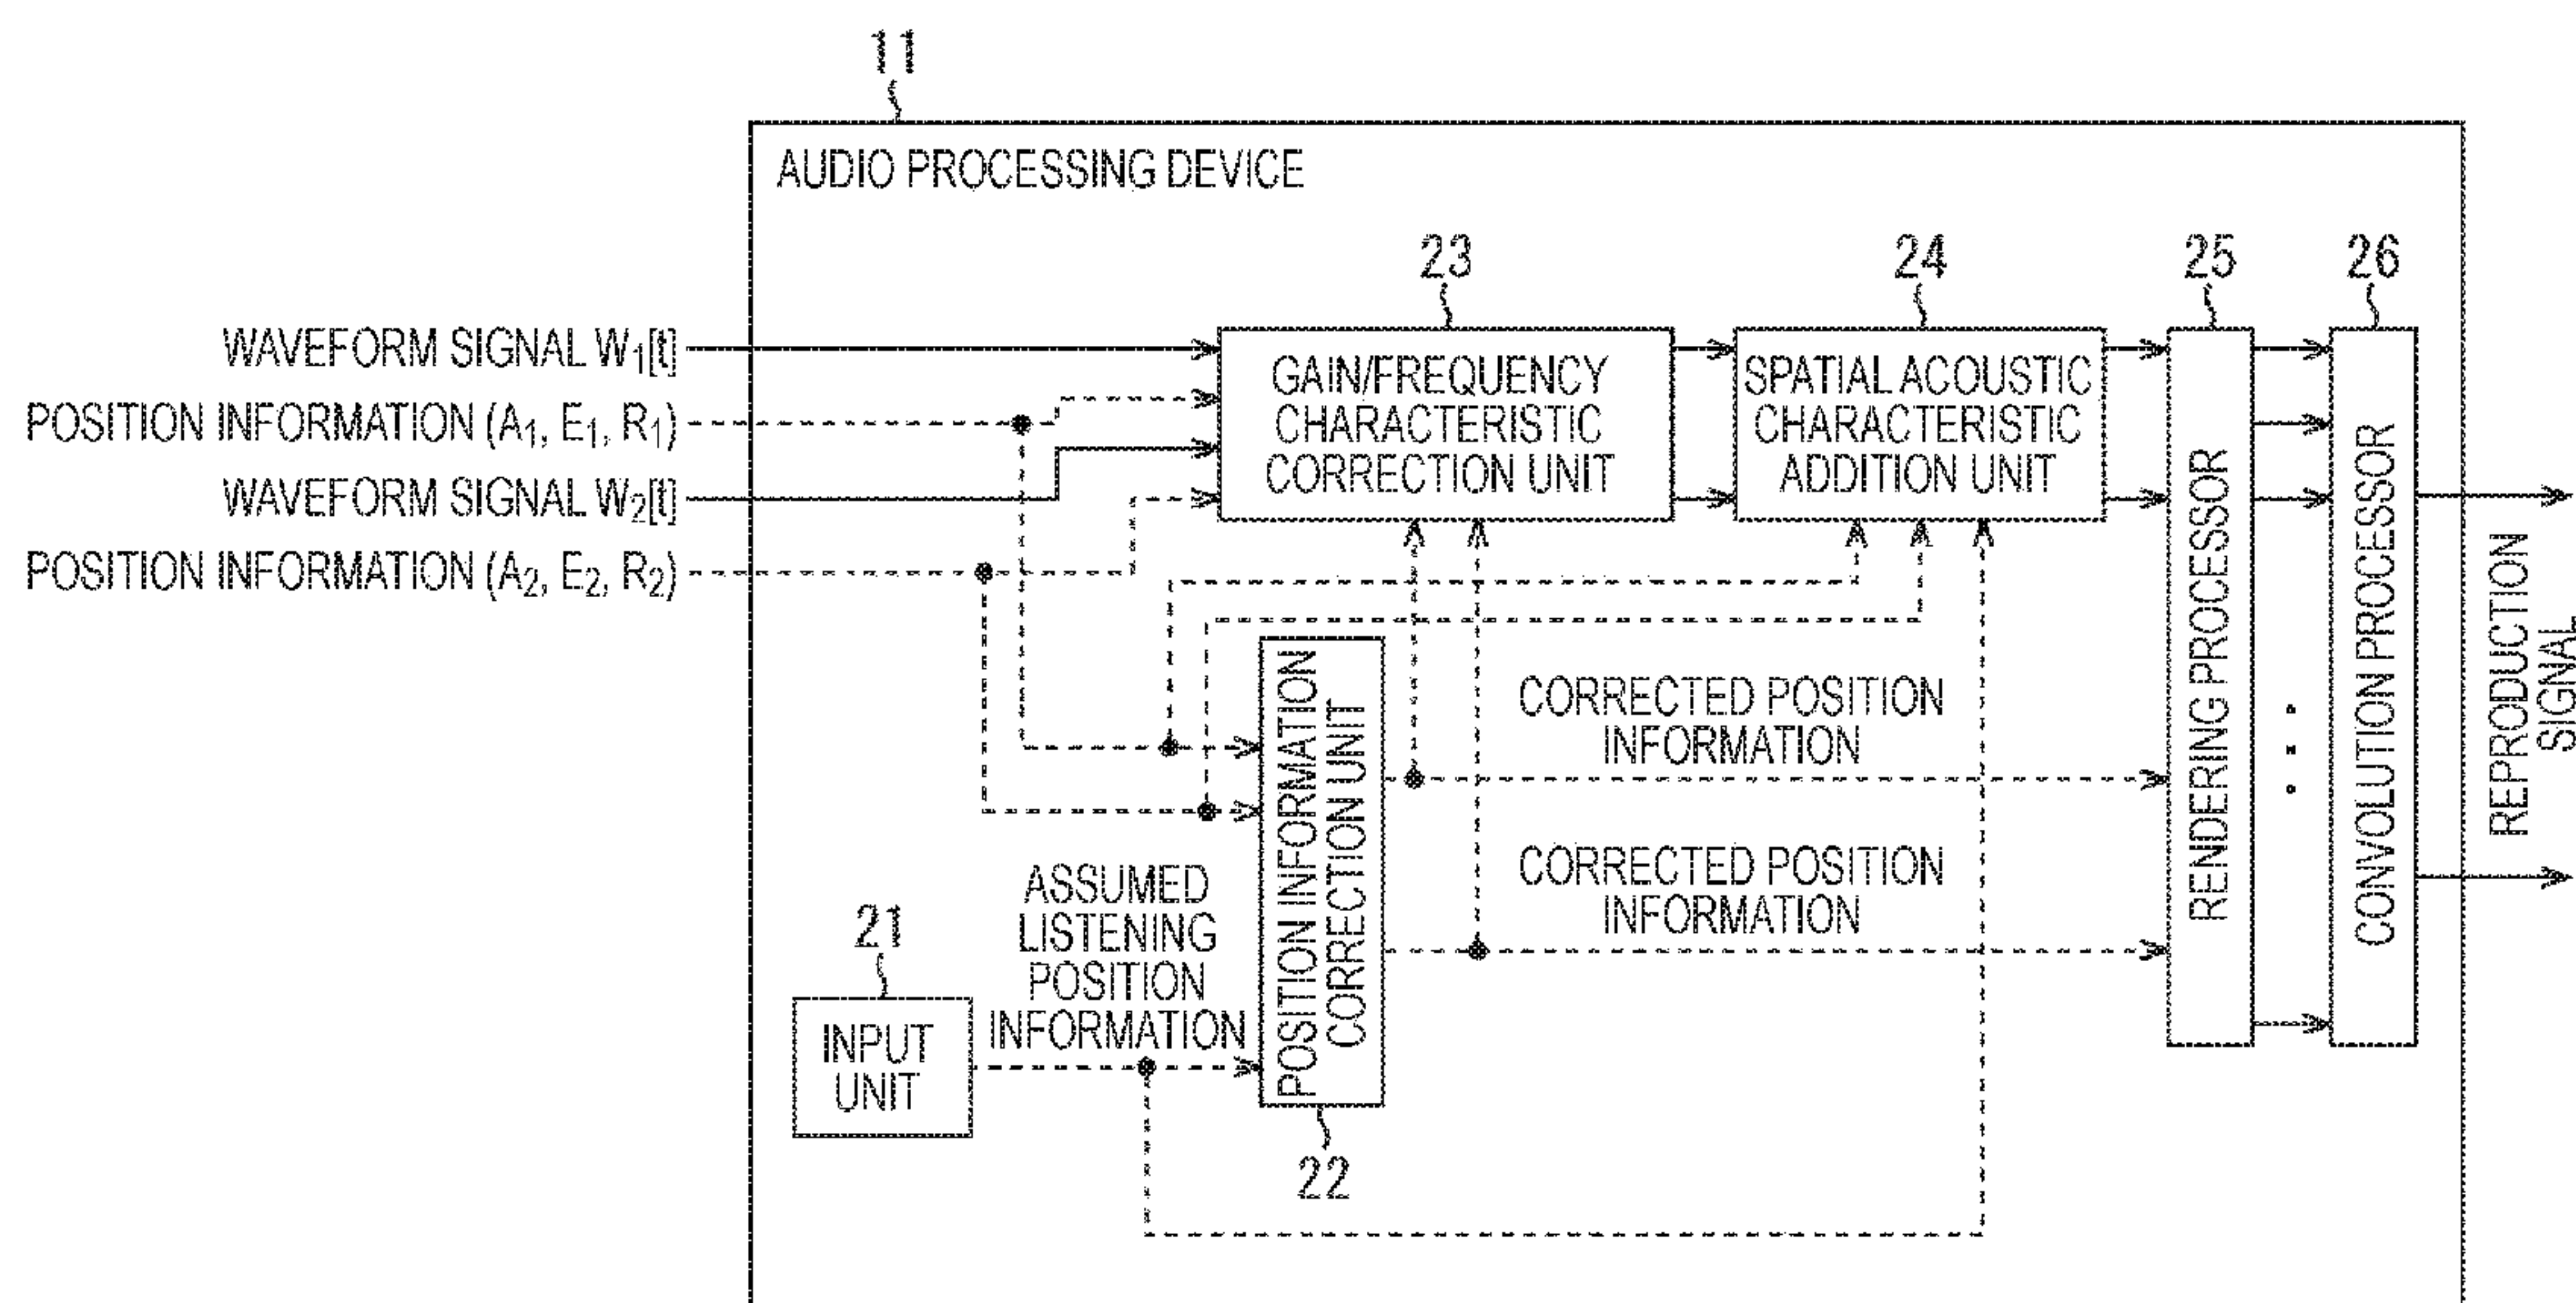 11
AUDIO PROCESSING DEVICE
23
24
25
26
WAVEFORM SIGNAL W₁[t]
POSITION INFORMATION (A₁, E₁, R₁)
WAVEFORM SIGNAL W₂[t]
POSITION INFORMATION (A₂, E₂, R₂)
GAIN/FREQUENCY
CHARACTERISTIC
CORRECTION UNIT
SPATIAL ACOUSTIC
CHARACTERISTIC
ADDITION UNIT
RENDERING PROCESSOR
CONVOLUTION PROCESSOR
REPRODUCTION
SIGNAL
POSITION INFORMATION
CORRECTION UNIT
22
CORRECTED POSITION
INFORMATION
CORRECTED POSITION
INFORMATION
ASSUMED
LISTENING
POSITION
INFORMATION
21
INPUT
UNIT